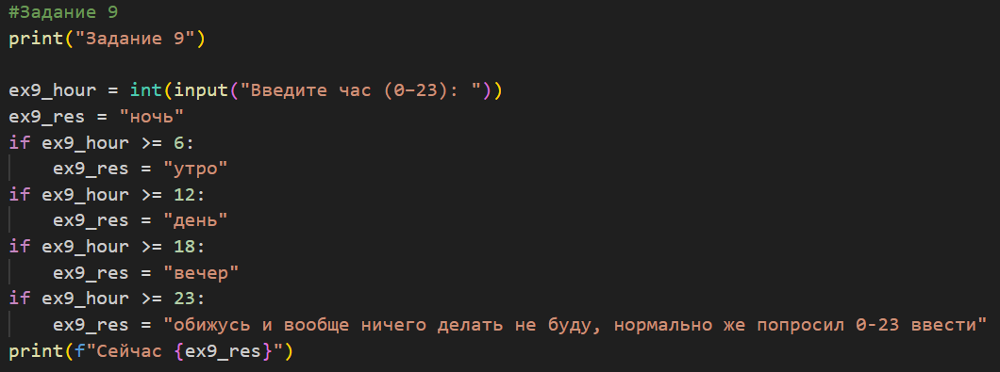 #Задание 9
print("Задание 9")

ex9_hour = int(input("Введите час (0–23): "))
ex9_res = "ночь"
if ex9_hour >= 6:
    ex9_res = "утро"
if ex9_hour >= 12:
    ex9_res = "день"
if ex9_hour >= 18:
    ex9_res = "вечер"
if ex9_hour >= 23:
    ex9_res = "обижусь и вообще ничего делать не буду, нормально же попросил 0-23 ввести"
print(f"Сейчас {ex9_res}")